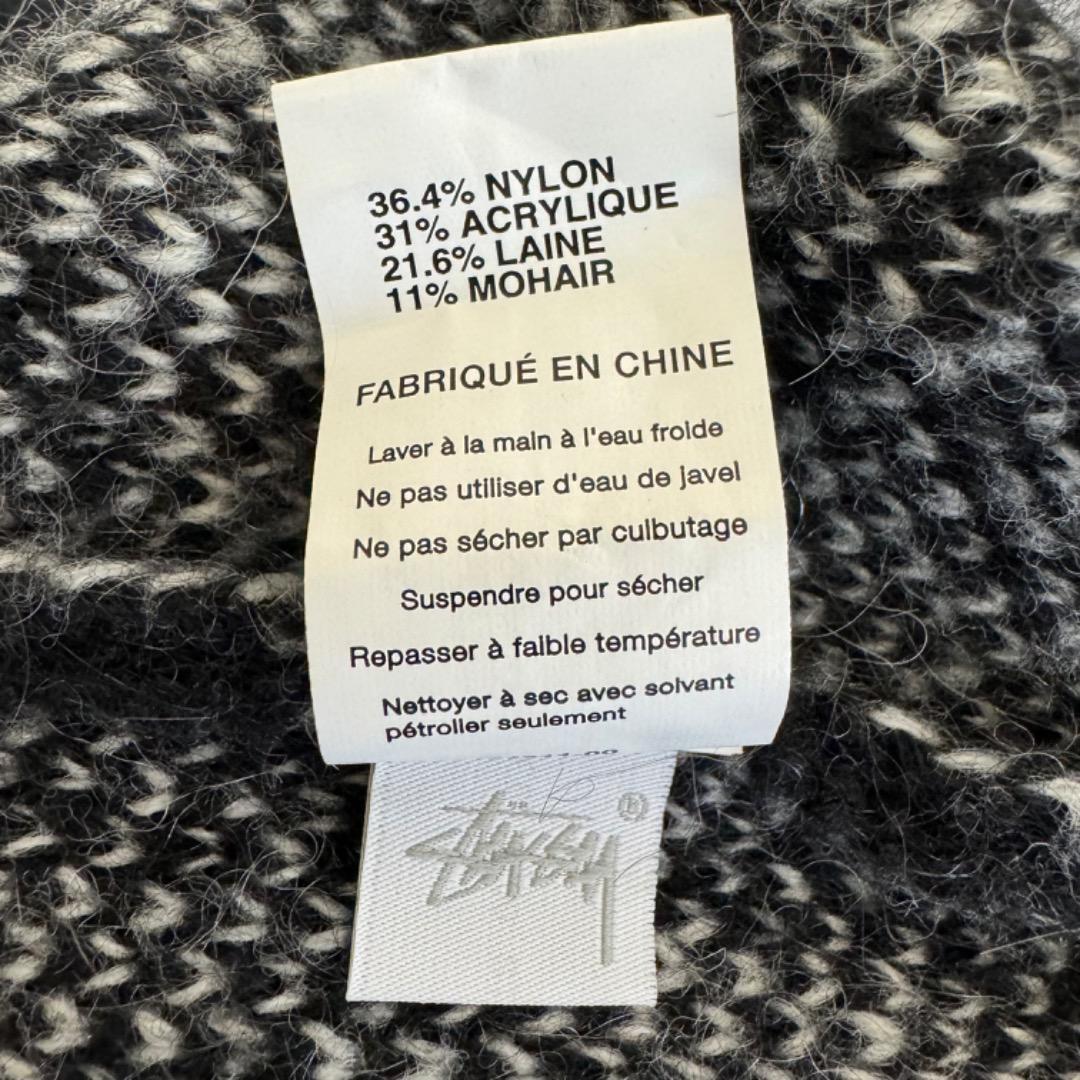 36.4% NYLON
31% ACRYLIQUE
21.6% LAINE
11% MOHAIR
FABRIQUÉ EN CHINE
Laver à la main à l'eau froide
Ne pas utiliser d'eau de javel
Ne pas sécher par culbutage
Suspendre pour sécher
Repasser à faible température
Nettoyer à sec avec solvant
pétrolier seulement
Stüssy ®